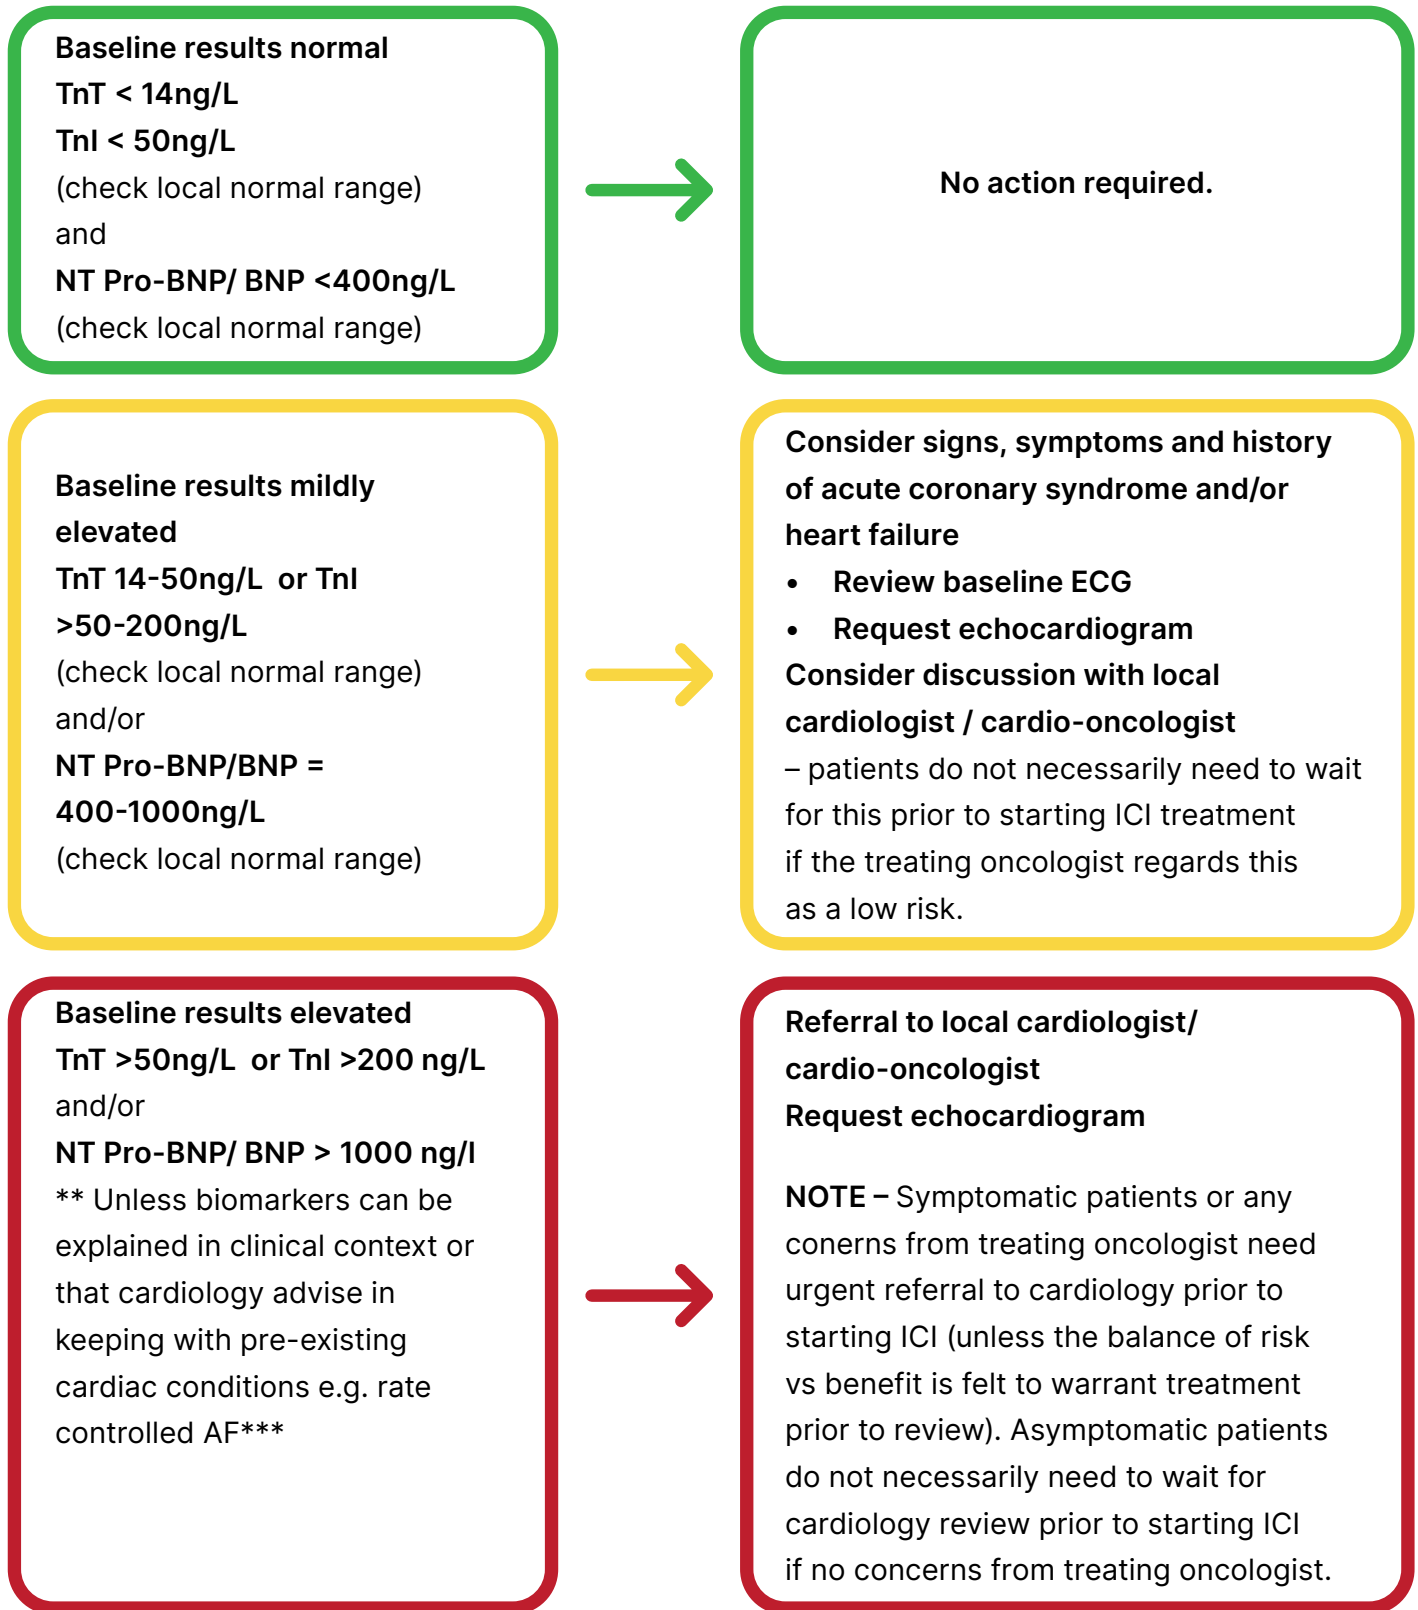 Baseline results normal
TnT < 14ng/L
TnI < 50ng/L
(check local normal range)
and
NT Pro-BNP/ BNP <400ng/L
(check local normal range)
No action required.
Baseline results mildly
elevated
TnT 14-50ng/L  or TnI
>50-200ng/L
(check local normal range)
and/or
NT Pro-BNP/BNP =
400-1000ng/L
(check local normal range)
Consider signs, symptoms and history
of acute coronary syndrome and/or
heart failure
• Review baseline ECG
• Request echocardiogram
Consider discussion with local
cardiologist / cardio-oncologist
– patients do not necessarily need to wait
for this prior to starting ICI treatment
if the treating oncologist regards this
as a low risk.
Baseline results elevated
TnT >50ng/L  or TnI >200 ng/L
and/or
NT Pro-BNP/ BNP > 1000 ng/l
** Unless biomarkers can be
explained in clinical context or
that cardiology advise in
keeping with pre-existing
cardiac conditions e.g. rate
controlled AF***
Referral to local cardiologist/
cardio-oncologist
Request echocardiogram
NOTE – Symptomatic patients or any
conerns from treating oncologist need
urgent referral to cardiology prior to
starting ICI (unless the balance of risk
vs benefit is felt to warrant treatment
prior to review). Asymptomatic patients
do not necessarily need to wait for
cardiology review prior to starting ICI
if no concerns from treating oncologist.